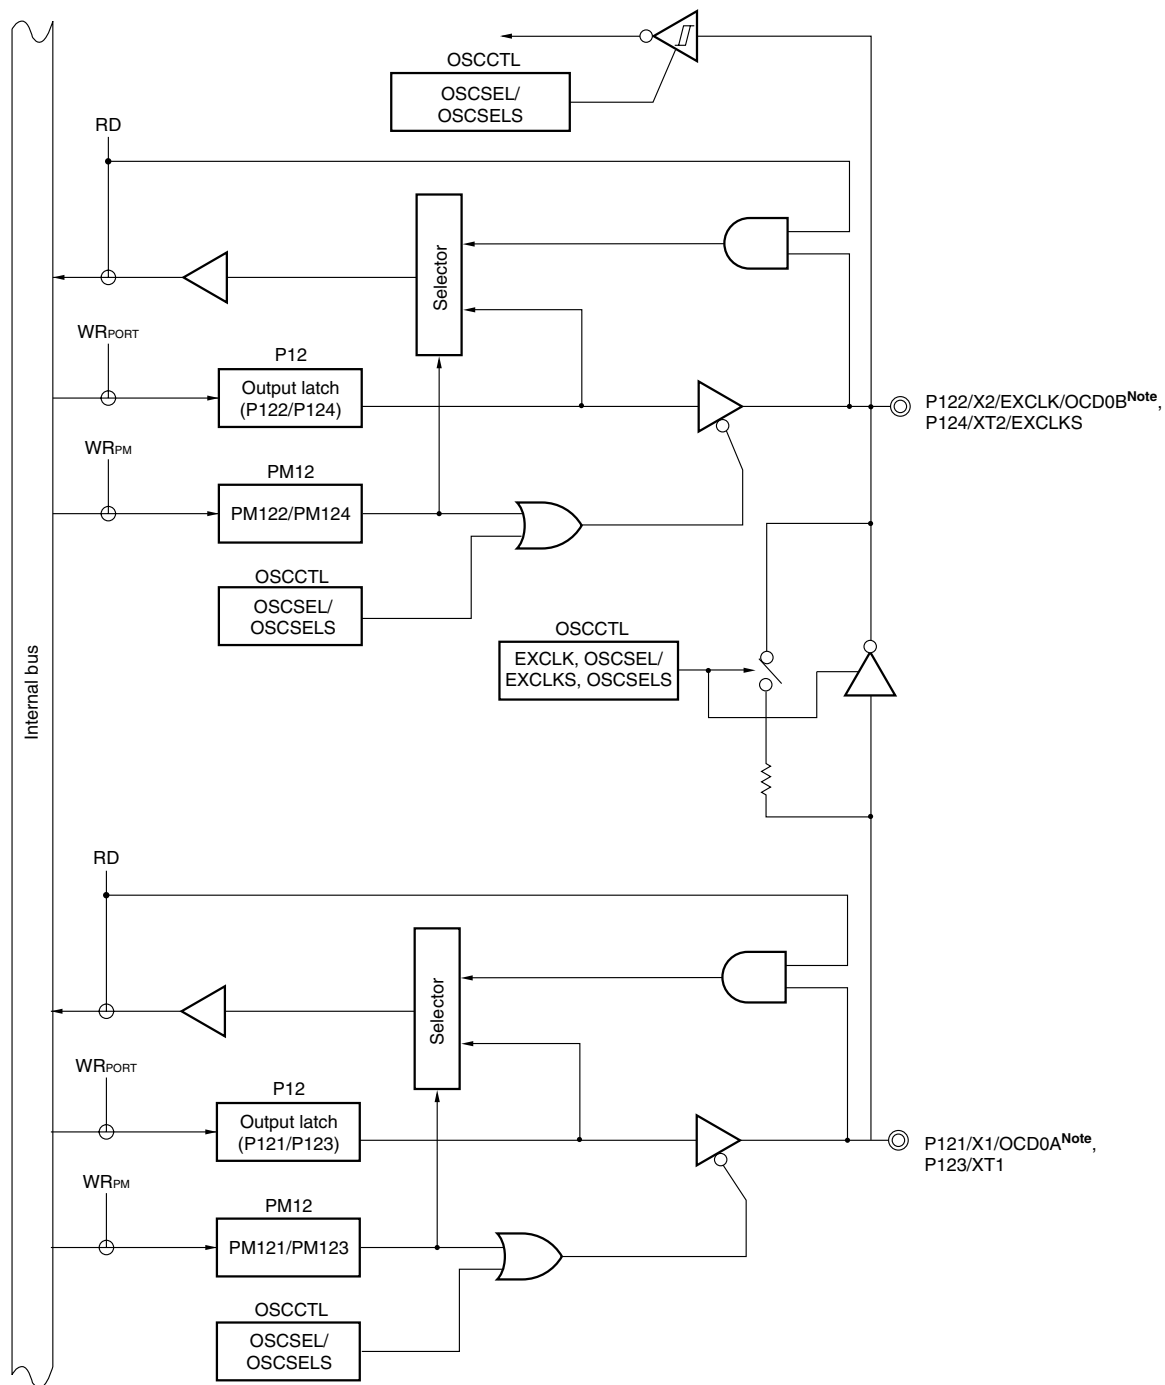 OSCCTL
OSCSEL/
OSCSELS
RD
Selector
WRPORT
P12
Output latch
(P122/P124)
P122/X2/EXCLK/OCD0BNote,
P124/XT2/EXCLKS
WRPM
PM12
PM122/PM124
OSCCTL
OSCSEL/
OSCSELS
OSCCTL
EXCLK, OSCSEL/
EXCLKS, OSCSELS
Internal bus
RD
Selector
WRPORT
P12
Output latch
(P121/P123)
P121/X1/OCD0ANote,
P123/XT1
WRPM
PM12
PM121/PM123
OSCCTL
OSCSEL/
OSCSELS